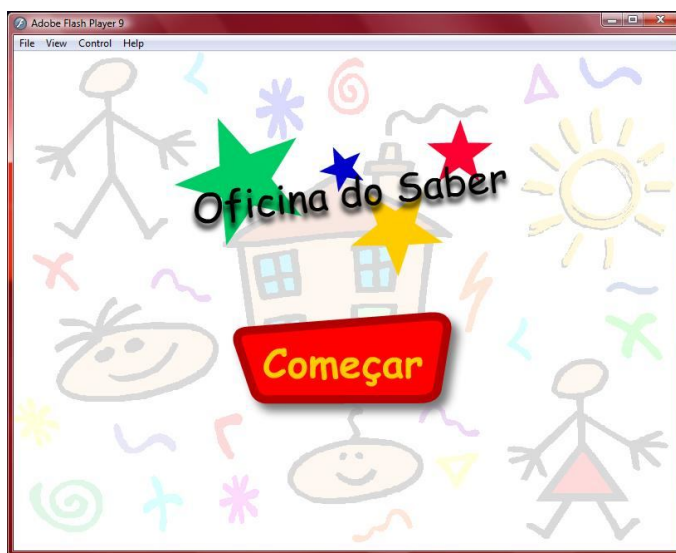 Adobe Flash Player 9
File View Control Help
Oficina do Saber
Começar